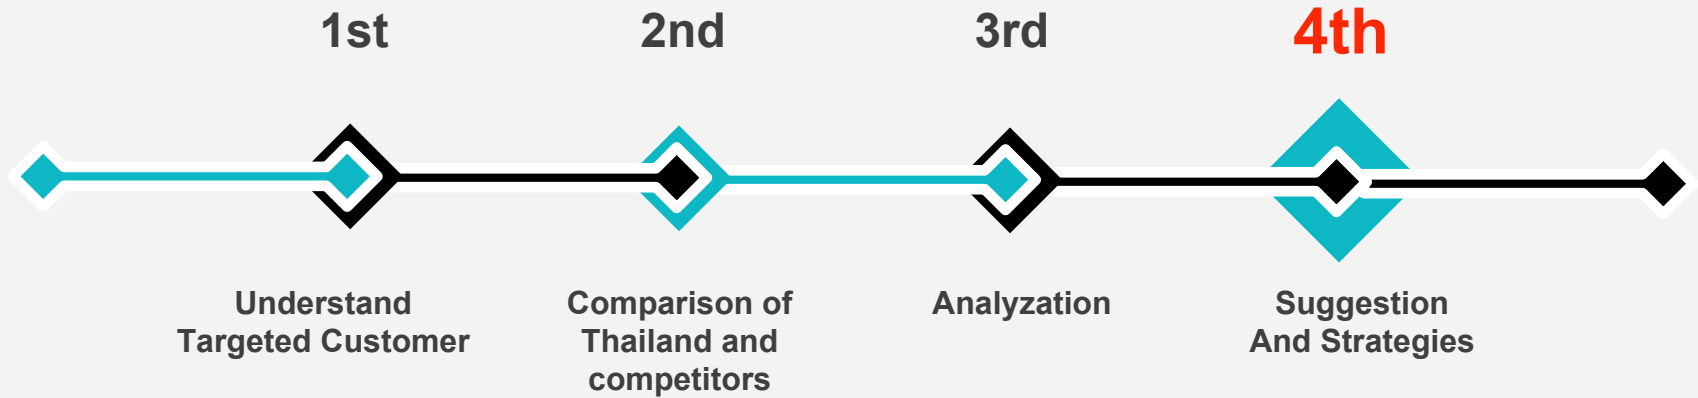 1st
2nd
3rd
4th
Understand
Targeted Customer
Comparison of
Thailand and
competitors
Analyzation
Suggestion
And Strategies